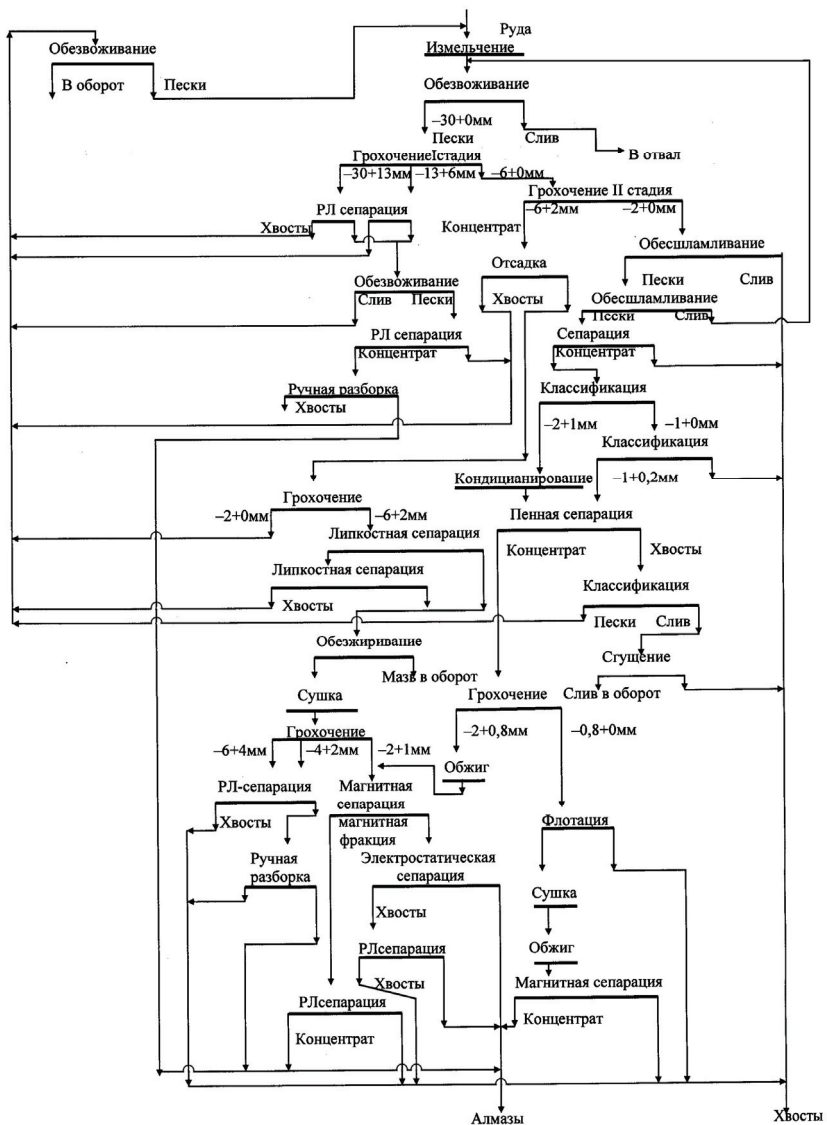 Руда
Обезвоживание
Измельчение
В оборот
Пески
Обезвоживание
–30+0мм
Пески
Слив
В отвал
ГрохочениеIстадия
–30+13мм
–13+6мм
–6+0мм
Грохочение II стадия
–6+2мм
–2+0мм
РЛ сепарация
Хвосты
Концентрат
Обесшламливание
Отсадка
Пески
Слив
Обезвоживание
Слив
Пески
Хвосты
Обесшламливание
Пески
Слив
РЛ сепарация
Сепарация
Концентрат
Концентрат
Ручная разборка
Классификация
Хвосты
–2+1мм
–1+0мм
Классификация
Кондицианирование
–1+0,2мм
Грохочение
–2+0мм
–6+2мм
Пенная сепарация
Липкостная сепарация
Концентрат
Хвосты
Липкостная сепарация
Классификация
Хвосты
Пески
Слив
Обезжиривание
Сгущение
Мазь в оборот
Сушка
Грохочение
Слив в оборот
Грохочение
–2+0,8мм
–0,8+0мм
–6+4мм
–4+2мм
–2+1мм
Обжиг
РЛ-сепарация
Магнитная
сепарация
Хвосты
магнитная
фракция
Флотация
Ручная
разборка
Электростатическая
сепарация
Сушка
Хвосты
Обжиг
РЛсепарация
Хвосты
Магнитная сепарация
РЛсепарация
Концентрат
Концентрат
Алмазы
Хвосты